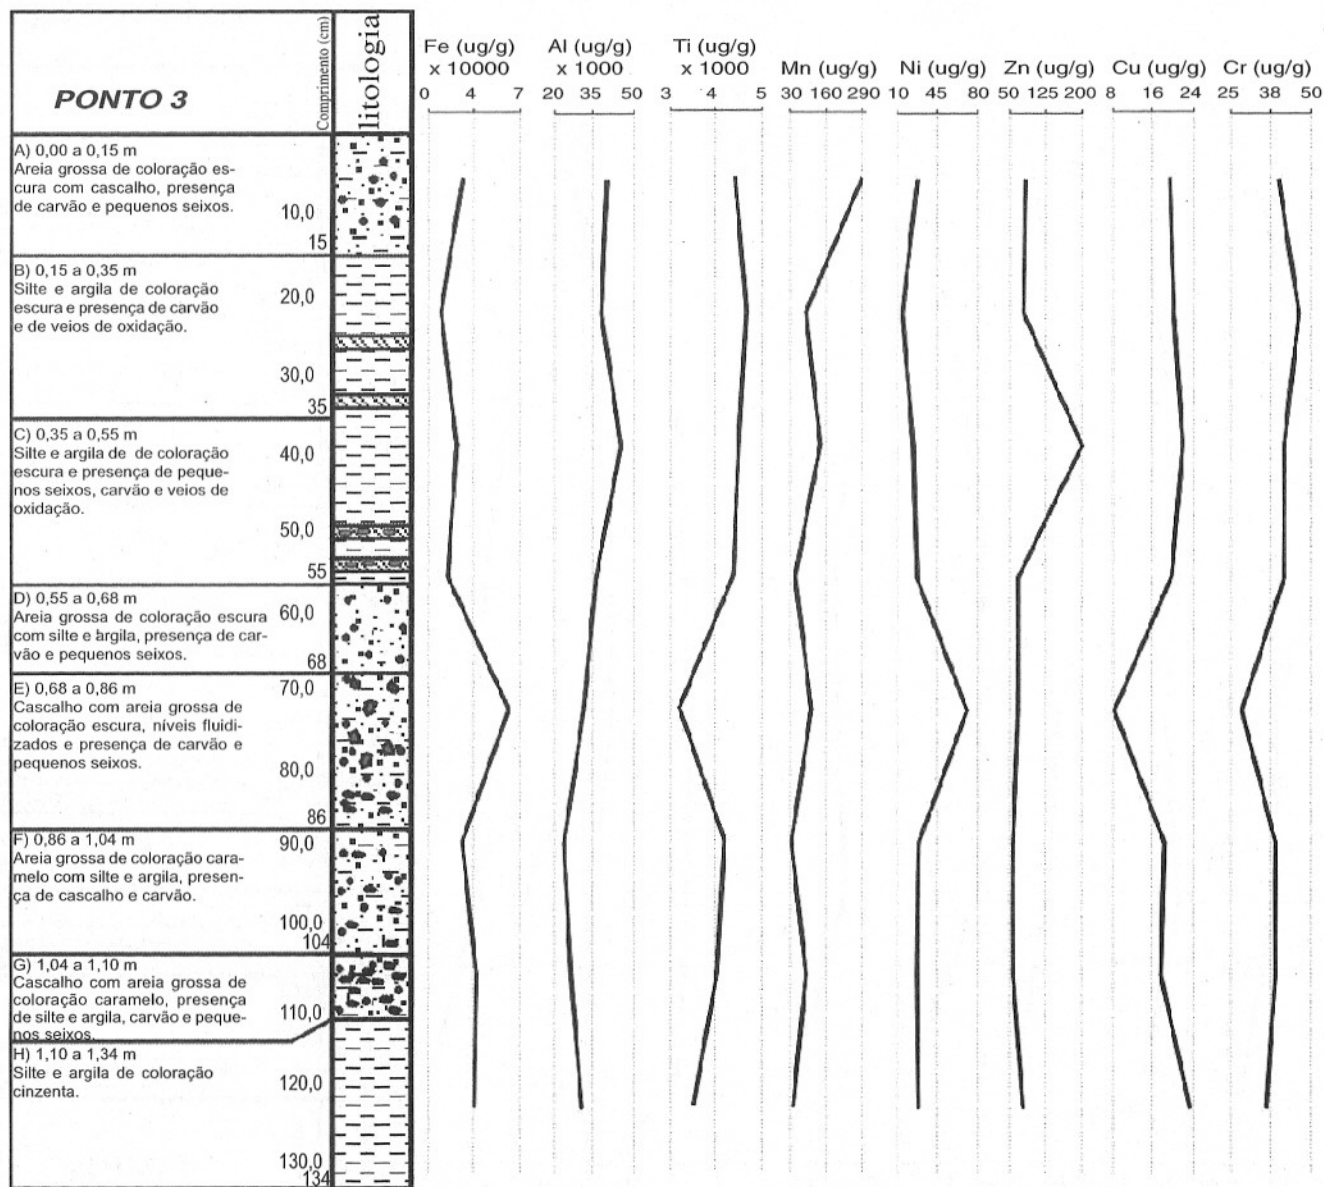 PONTO 3
Comprimento (cm)
litologia
Fe (ug/g)
x 10000
0 4 7
Al (ug/g)
x 1000
20 35 50
Ti (ug/g)
x 1000
3 4 5
Mn (ug/g)
30 160 290
Ni (ug/g)
10 45 80
Zn (ug/g)
50 125 200
Cu (ug/g)
8 16 24
Cr (ug/g)
25 38 50
A) 0,00 a 0,15 m
Areia grossa de coloração es-
cura com cascalho, presença
de carvão e pequenos seixos.
10,0
15
B) 0,15 a 0,35 m
Silte e argila de coloração
escura e presença de carvão
e de veios de oxidação.
20,0
30,0
35
C) 0,35 a 0,55 m
Silte e argila de de coloração
escura e presença de peque-
nos seixos, carvão e veios de
oxidação.
40,0
50,0
55
D) 0,55 a 0,68 m
Areia grossa de coloração escura
com silte e argila, presença de car-
vão e pequenos seixos.
60,0
68
E) 0,68 a 0,86 m
Cascalho com areia grossa de
coloração escura, níveis fluidi-
zados e presença de carvão e
pequenos seixos.
70,0
80,0
86
F) 0,86 a 1,04 m
Areia grossa de coloração cara-
melo com silte e argila, presen-
ça de cascalho e carvão.
90,0
100,0
104
G) 1,04 a 1,10 m
Cascalho com areia grossa de
coloração caramelo, presença
de silte e argila, carvão e peque-
nos seixos.
110,0
H) 1,10 a 1,34 m
Silte e argila de coloração
cinzenta.
120,0
130,0
134